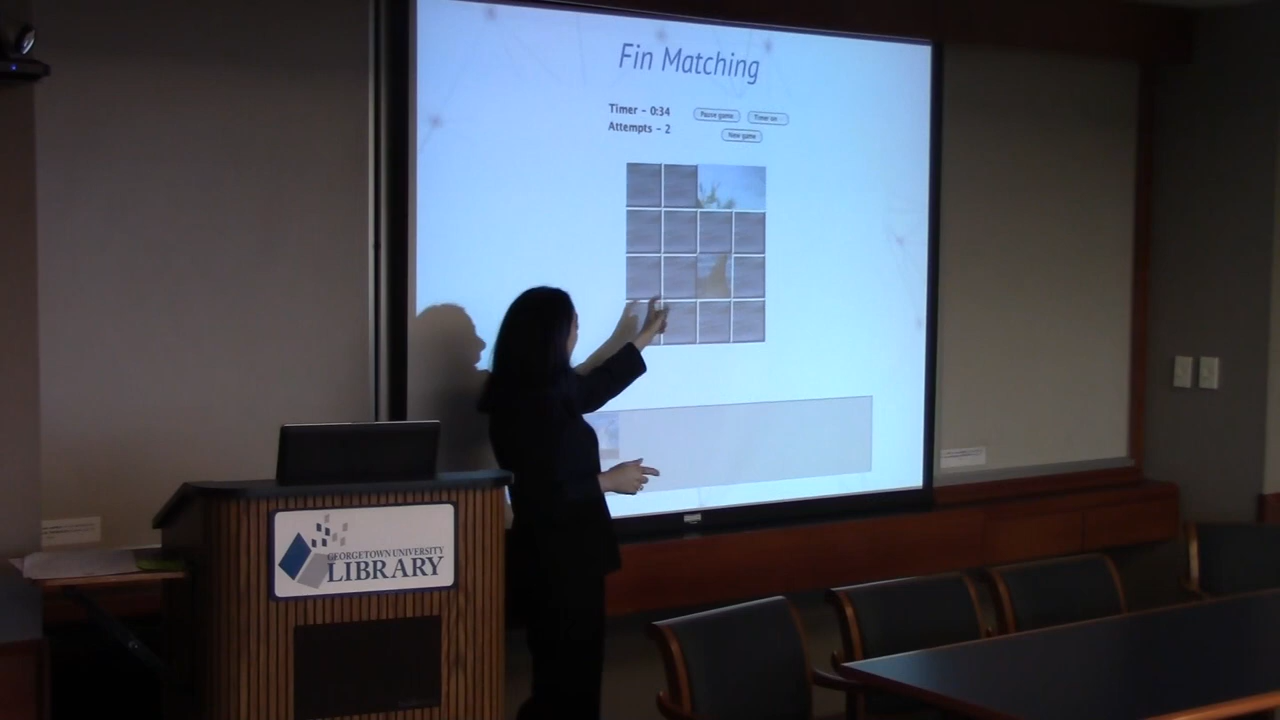 Fin Matching
Timer - 0:34
Pause game
Timer on
Attempts - 2
New game
GEORGETOWN UNIVERSITY
LIBRARY